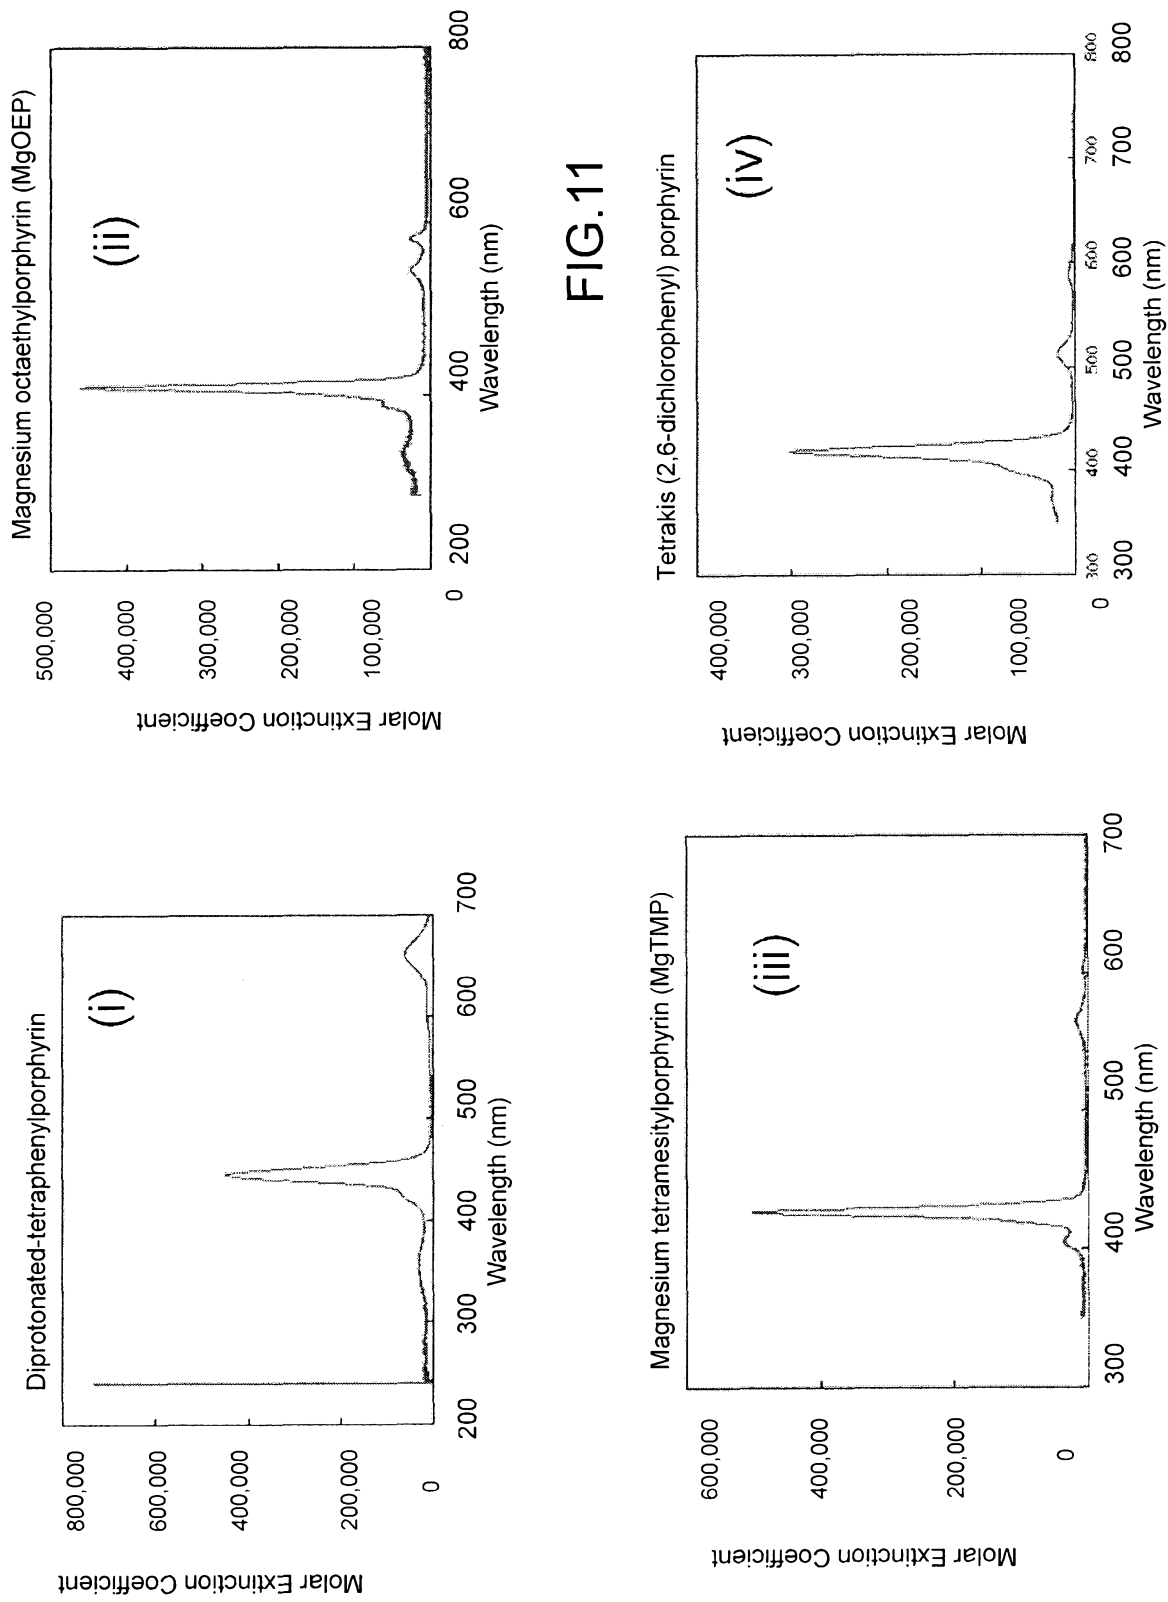 Diprotonated-tetraphenylporphyrin
(i)
Molar Extinction Coefficient
800,000
600,000
400,000
200,000
0
200 300 400 500 600 700
Wavelength (nm)
Magnesium octaethylporphyrin (MgOEP)
(ii)
Molar Extinction Coefficient
500,000
400,000
300,000
200,000
100,000
0
200 400 600 800
Wavelength (nm)
FIG.11
Magnesium tetramesitylporphyrin (MgTMP)
(iii)
Molar Extinction Coefficient
600,000
400,000
200,000
0
300 400 500 600 700
Wavelength (nm)
Tetrakis (2,6-dichlorophenyl) porphyrin
(iv)
Molar Extinction Coefficient
400,000
300,000
200,000
100,000
0
300 400 500 600 700 800
300 400 500 600 700 800
Wavelength (nm)